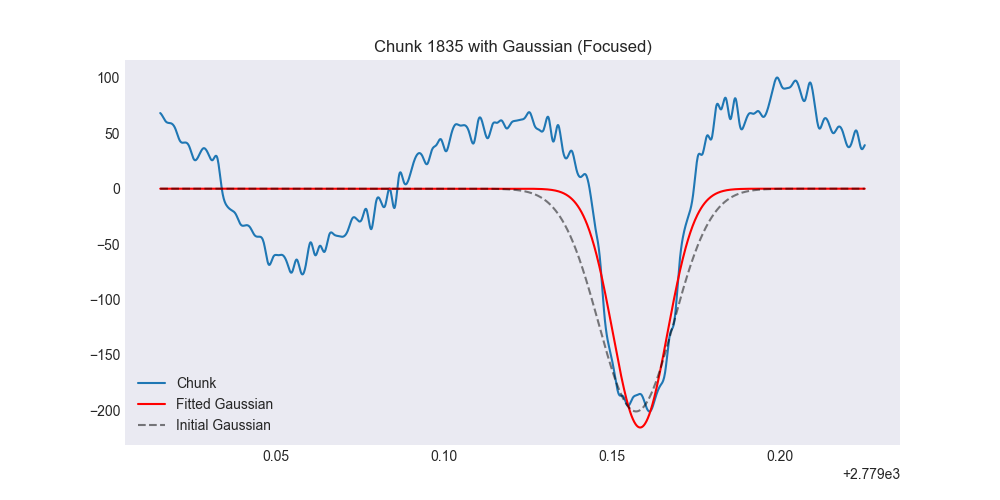 Chunk 1835 with Gaussian (Focused)
100
50
0
−50
−100
−150
−200
Chunk
Fitted Gaussian
Initial Gaussian
0.05 0.10 0.15 0.20
+2.779e3